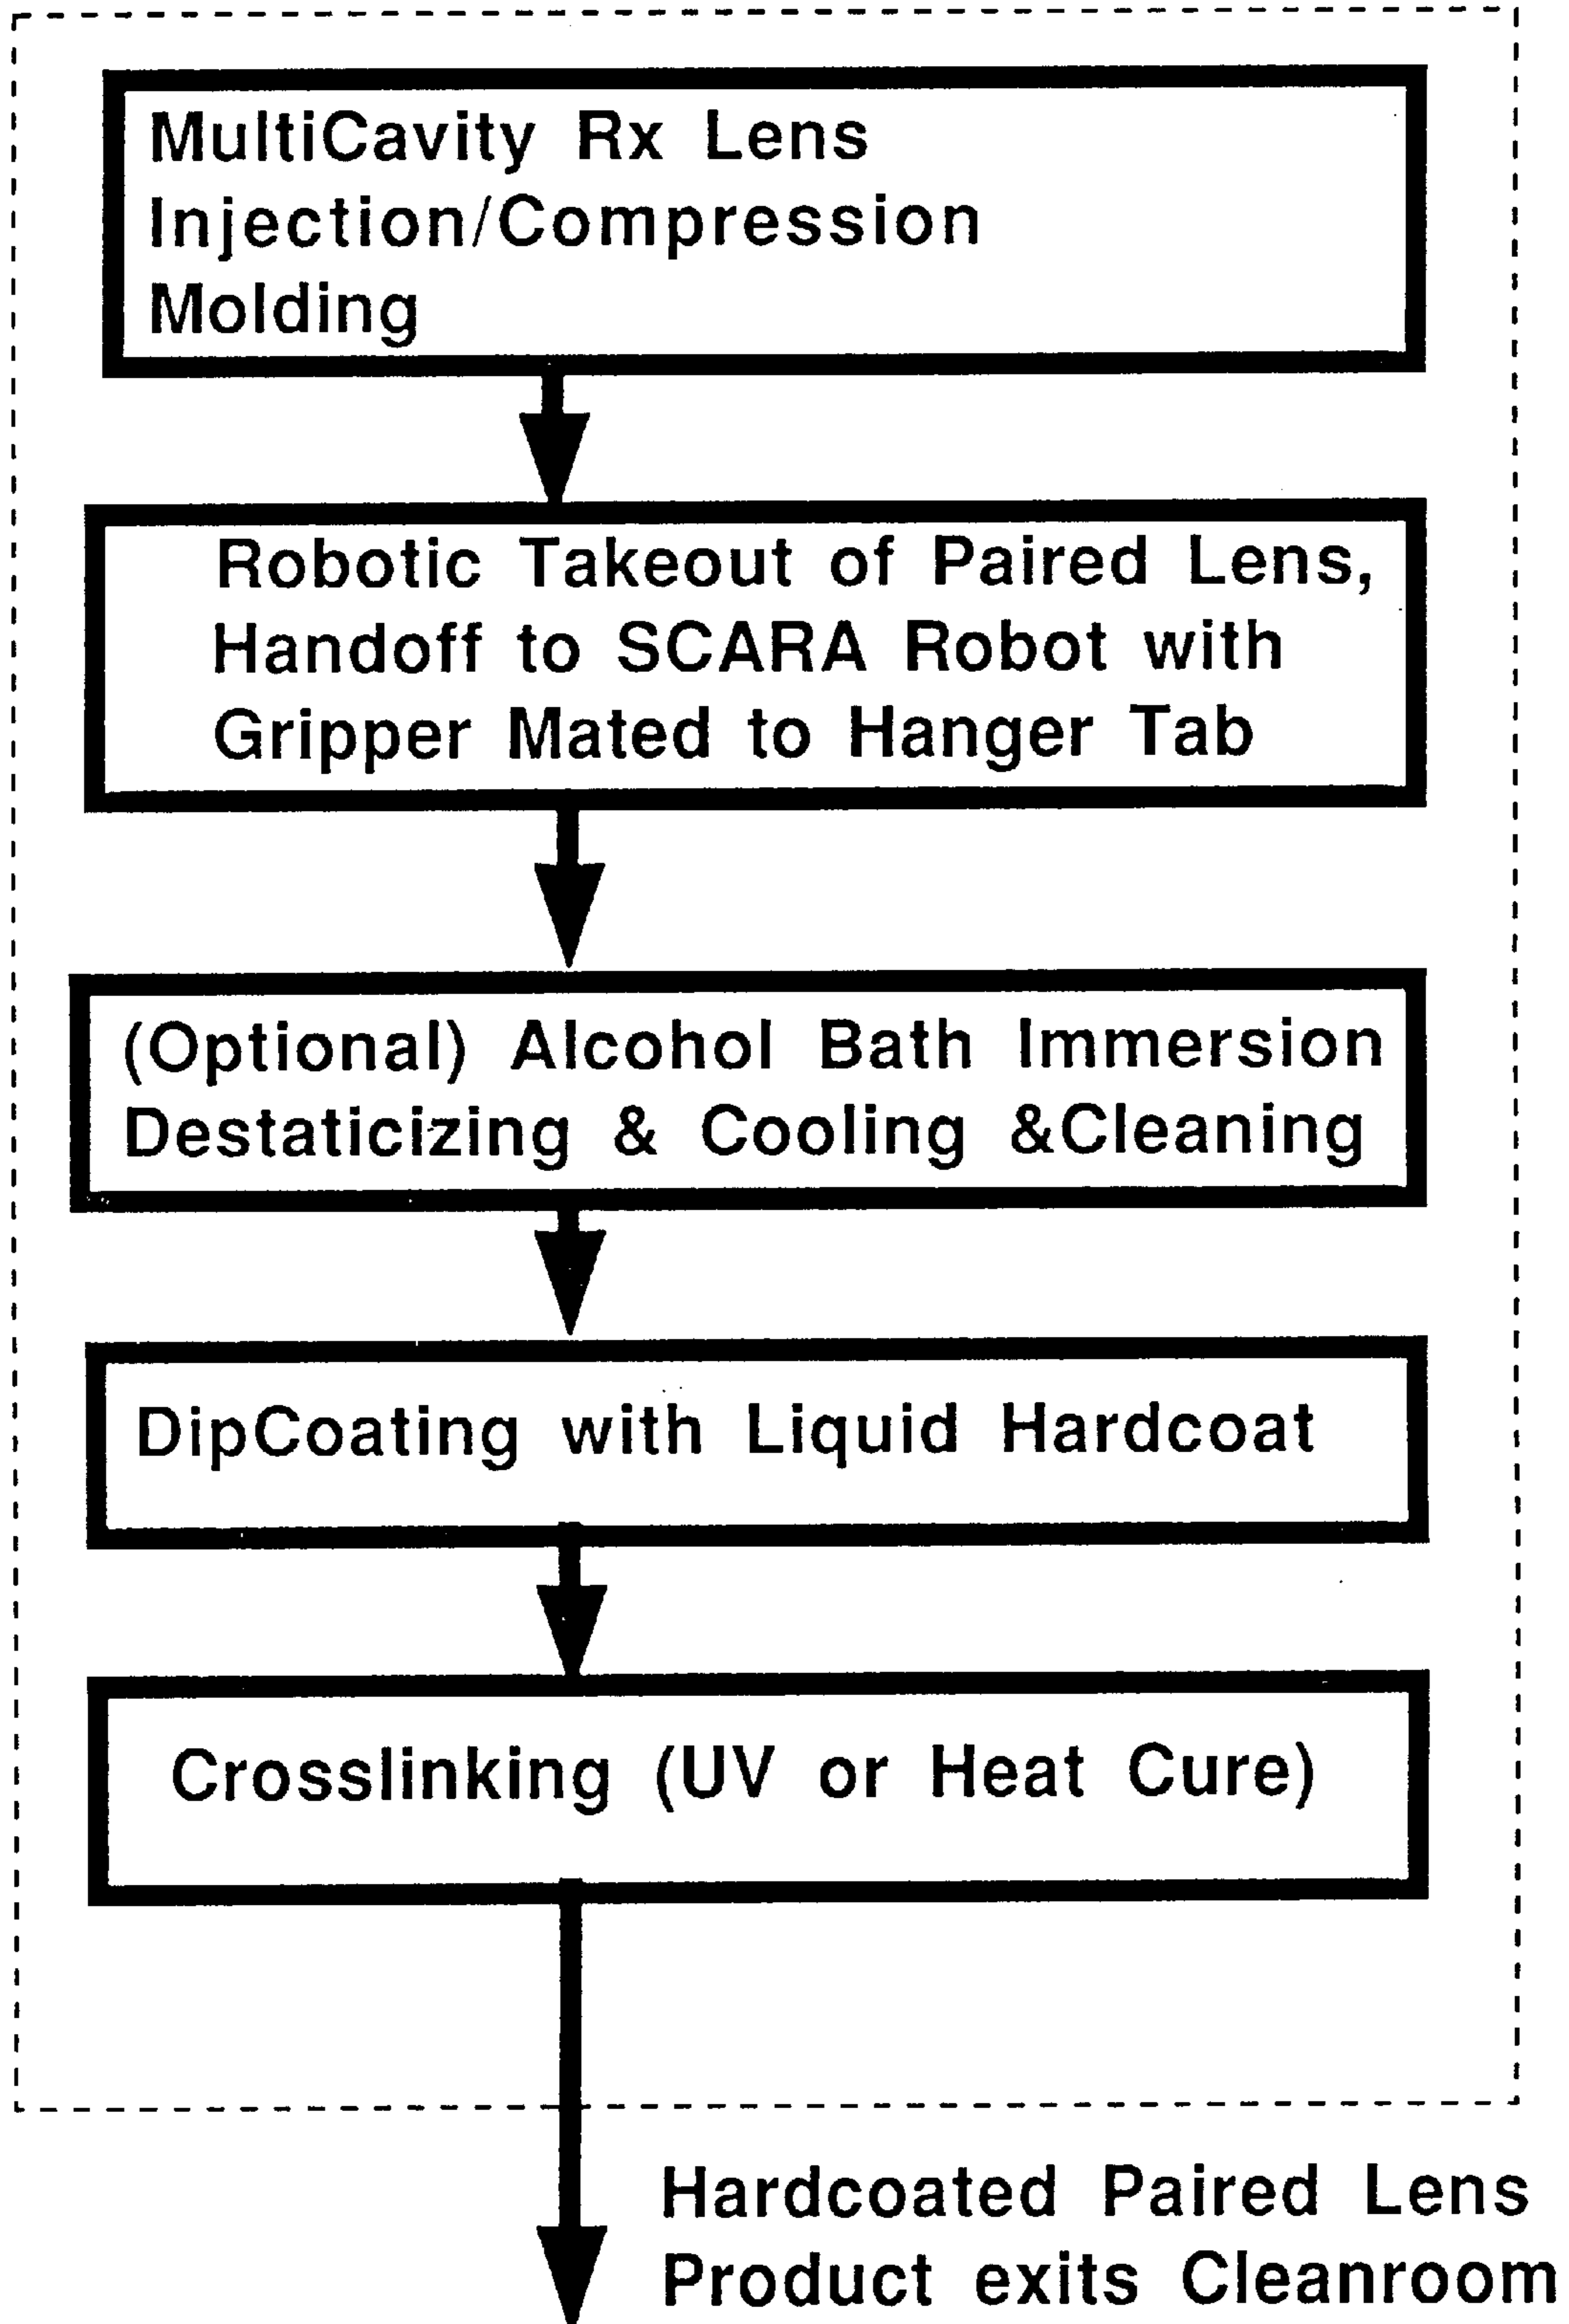 MultiCavity Rx Lens
Injection/Compression
Molding
Robotic Takeout of Paired Lens,
Handoff to SCARA Robot with
Gripper Mated to Hanger Tab
(Optional) Alcohol Bath Immersion
Destaticizing & Cooling &Cleaning
DipCoating with Liquid Hardcoat
Crosslinking (UV or Heat Cure)
Hardcoated Paired Lens
Product exits Cleanroom